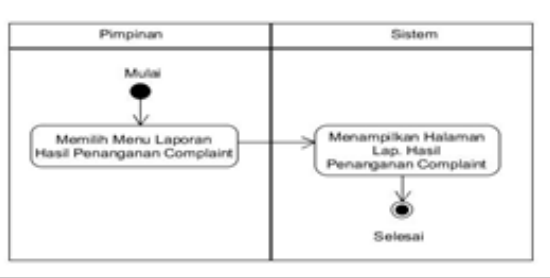 Pimpinan
Sistem
Mulai
Memilih Menu Laporan
Hasil Penanganan Complaint
Menampilkan Halaman
Lap. Hasil
Penanganan Complaint
Selesai